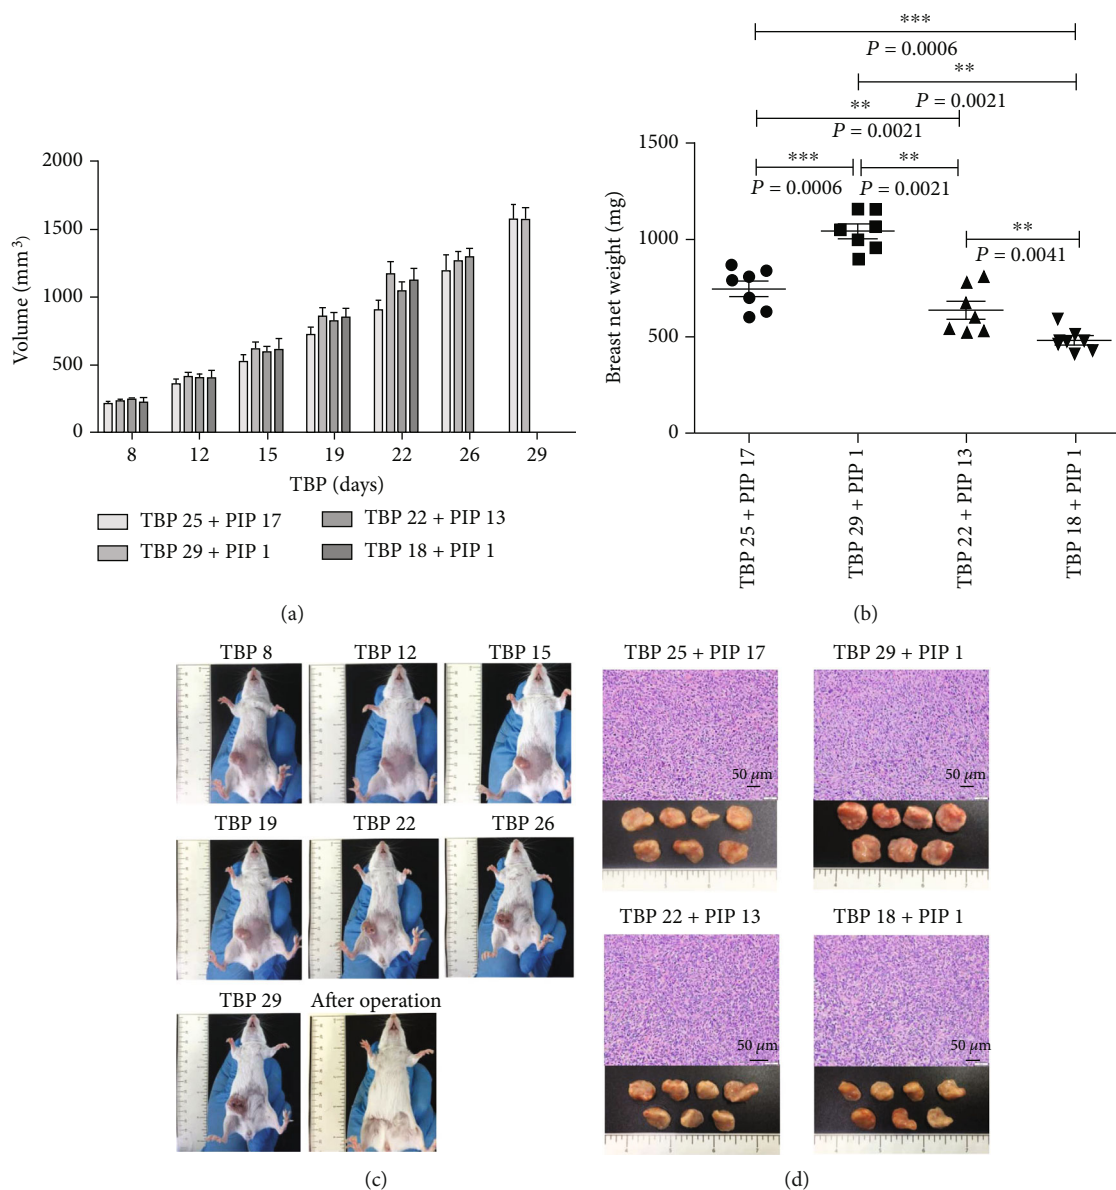 2000
1500
1000
500
0
Volume (mm³)
8 12 15 19 22 26 29
TBP (days)
TBP 25 + PIP 17
TBP 22 + PIP 13
TBP 29 + PIP 1
TBP 18 + PIP 1
(a)
***
P = 0.0006
**
P = 0.0021
**
P = 0.0021
***
P = 0.0006
**
P = 0.0021
**
P = 0.0041
1500
1000
500
0
Breast net weight (mg)
TBP 25 + PIP 17
TBP 29 + PIP 1
TBP 22 + PIP 13
TBP 18 + PIP 1
(b)
TBP 8 TBP 12 TBP 15
TBP 19 TBP 22 TBP 26
TBP 29 After operation
(c)
TBP 25 + PIP 17 TBP 29 + PIP 1
50 μm 50 μm
TBP 22 + PIP 13 TBP 18 + PIP 1
50 μm 50 μm
(d)